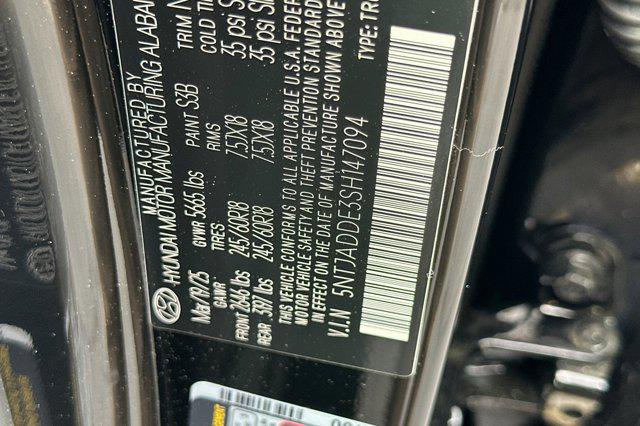 MANUFACTURED BY
HYUNDAI MOTOR MANUFACTURING ALABAMA
Mar/19/25 GVWR 5665 lbs PAINT S3B TRIM
GAWR TIRES RMS COLD TIRE
FRONT 2640 lbs 245/60R18 7.5JX18 35 psi
REAR 3197 lbs 245/60R18 7.5JX18 35 psi
THIS VEHICLE CONFORMS TO ALL APPLICABLE U.S.A. FEDERAL
MOTOR VEHICLE SAFETY AND THEFT PREVENTION STANDARDS
IN EFFECT ON THE DATE OF MANUFACTURE SHOWN ABOVE
V.I.N 5NTJADDE3SH147094 TYPE: